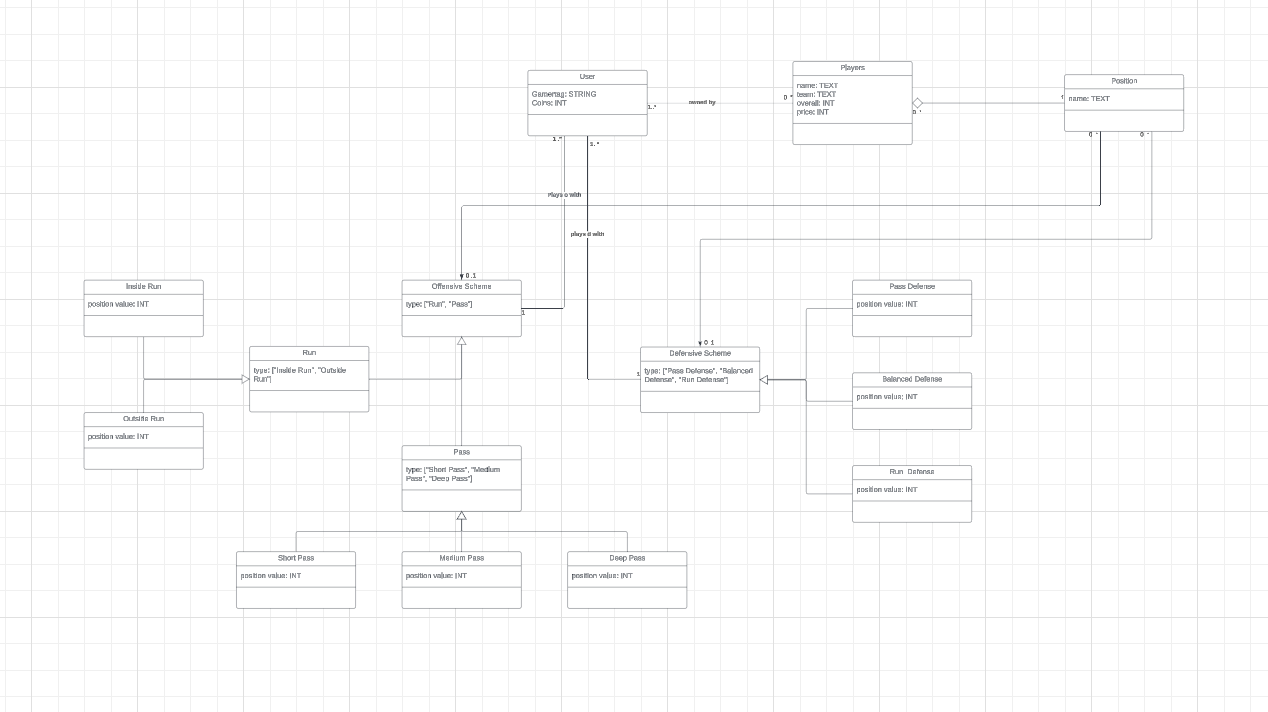 User
Gamertag: STRING
Coins: INT
1..*
owned by
0..*
Players
name: TEXT
team: TEXT
overall: INT
price: INT
0..*
1
Position
name: TEXT
0..*
0..*
1..*
1..*
Plays o with
plays d with
0..1
Offensive Scheme
type: ["Run", "Pass"]
1
Inside Run
position value: INT
Run
type: ["Inside Run", "Outside
Run"]
Outside Run
position value: INT
0..1
Defensive Scheme
type: ["Pass Defense", "Balanced
Defense", "Run Defense"]
1
Pass Defense
position value: INT
Balanced Defense
position value: INT
Run Defense
position value: INT
Pass
type: ["Short Pass", "Medium
Pass", "Deep Pass"]
Short Pass
position value: INT
Medium Pass
position value: INT
Deep Pass
position value: INT